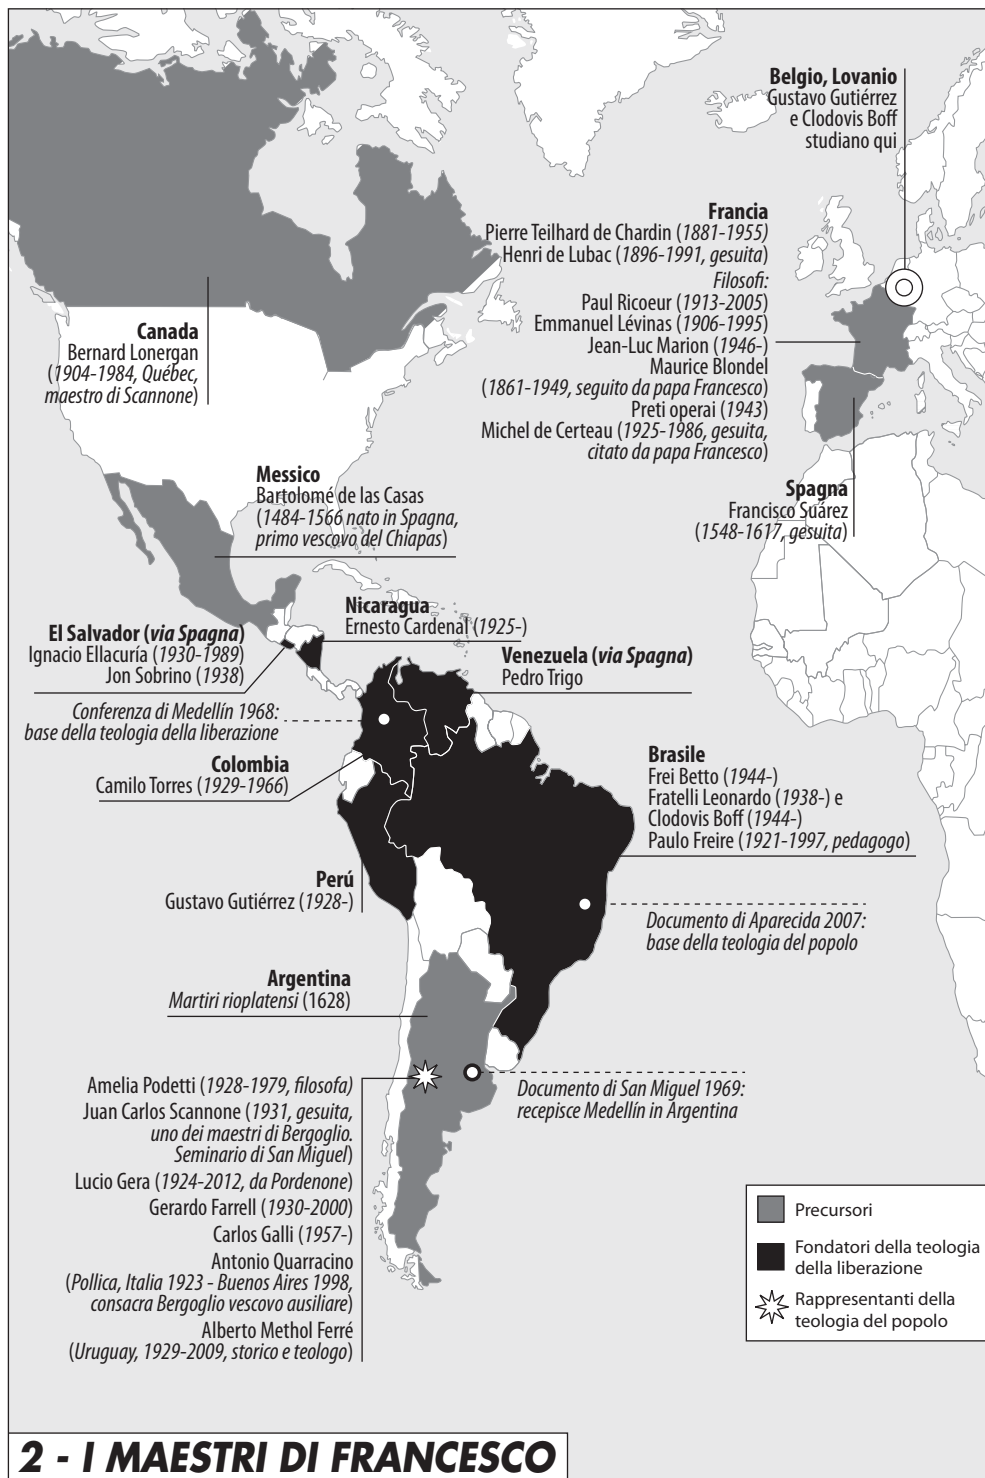 Belgio, Lovanio
Gustavo Gutiérrez
e Clodovis Boff
studiano qui
Francia
Pierre Teilhard de Chardin (1881-1955)
Henri de Lubac (1896-1991, gesuita)
Filosofi:
Paul Ricoeur (1913-2005)
Emmanuel Lévinas (1906-1995)
Jean-Luc Marion (1946-)
Maurice Blondel
(1861-1949, seguito da papa Francesco)
Preti operai (1943)
Michel de Certeau (1925-1986, gesuita,
citato da papa Francesco)
Canada
Bernard Lonergan
(1904-1984, Québec,
maestro di Scannone)
Messico
Bartolomé de las Casas
(1484-1566 nato in Spagna,
primo vescovo del Chiapas)
Spagna
Francisco Suárez
(1548-1617, gesuita)
Nicaragua
Ernesto Cardenal (1925-)
El Salvador (via Spagna)
Ignacio Ellacuría (1930-1989)
Jon Sobrino (1938)
Venezuela (via Spagna)
Pedro Trigo
Conferenza di Medellín 1968:
base della teologia della liberazione
Colombia
Camilo Torres (1929-1966)
Brasile
Frei Betto (1944-)
Fratelli Leonardo (1938-) e
Clodovis Boff (1944-)
Paulo Freire (1921-1997, pedagogo)
Perú
Gustavo Gutiérrez (1928-)
Documento di Aparecida 2007:
base della teologia del popolo
Argentina
Martiri rioplatensi (1628)
Documento di San Miguel 1969:
recepisce Medellín in Argentina
Amelia Podetti (1928-1979, filosofa)
Juan Carlos Scannone (1931, gesuita,
uno dei maestri di Bergoglio.
Seminario di San Miguel)
Lucio Gera (1924-2012, da Pordenone)
Gerardo Farrell (1930-2000)
Carlos Galli (1957-)
Antonio Quarracino
(Pollica, Italia 1923 - Buenos Aires 1998,
consacra Bergoglio vescovo ausiliare)
Alberto Methol Ferré
(Uruguay, 1929-2009, storico e teologo)
Precursori
Fondatori della teologia
della liberazione
Rappresentanti della
teologia del popolo
2 - I MAESTRI DI FRANCESCO